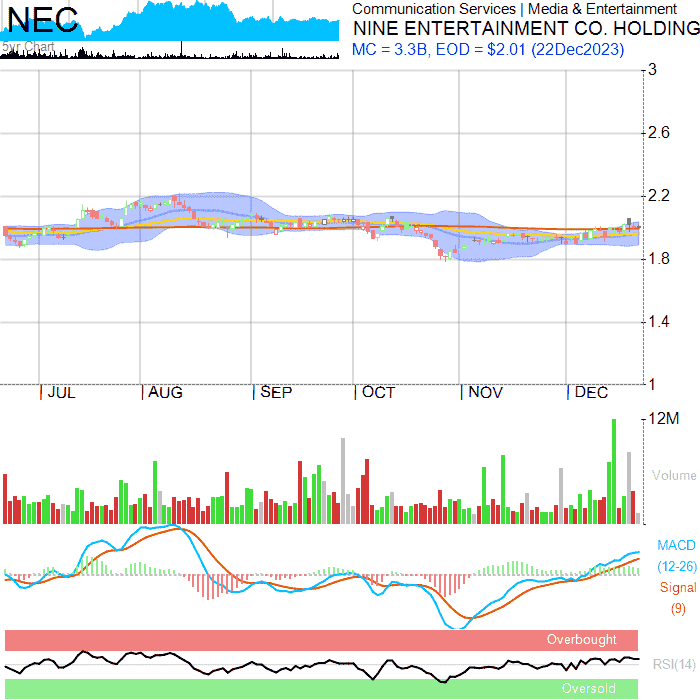 NEC
5yr Chart
Communication Services | Media & Entertainment
NINE ENTERTAINMENT CO. HOLDING
MC = 3.3B, EOD = $2.01 (22Dec2023)
3
2.6
2.2
1.8
1.4
1
JUL AUG SEP OCT NOV DEC
12M
Volume
MACD
(12-26)
Signal
(9)
Overbought
RSI(14)
Oversold